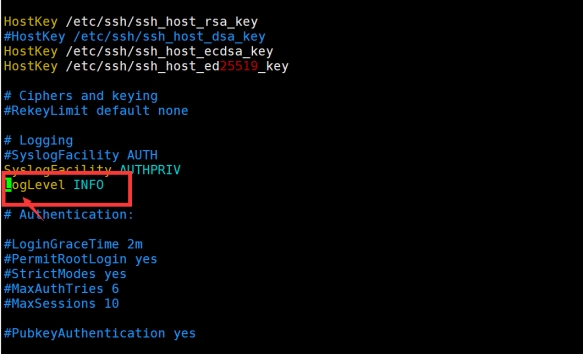 HostKey /etc/ssh/ssh_host_rsa_key
#HostKey /etc/ssh/ssh_host_dsa_key
HostKey /etc/ssh/ssh_host_ecdsa_key
HostKey /etc/ssh/ssh_host_ed25519_key
# Ciphers and keying
#RekeyLimit default none
# Logging
#SyslogFacility AUTH
SyslogFacility AUTHPRIV
LogLevel INFO
# Authentication:
#LoginGraceTime 2m
#PermitRootLogin yes
#StrictModes yes
#MaxAuthTries 6
#MaxSessions 10
#PubkeyAuthentication yes